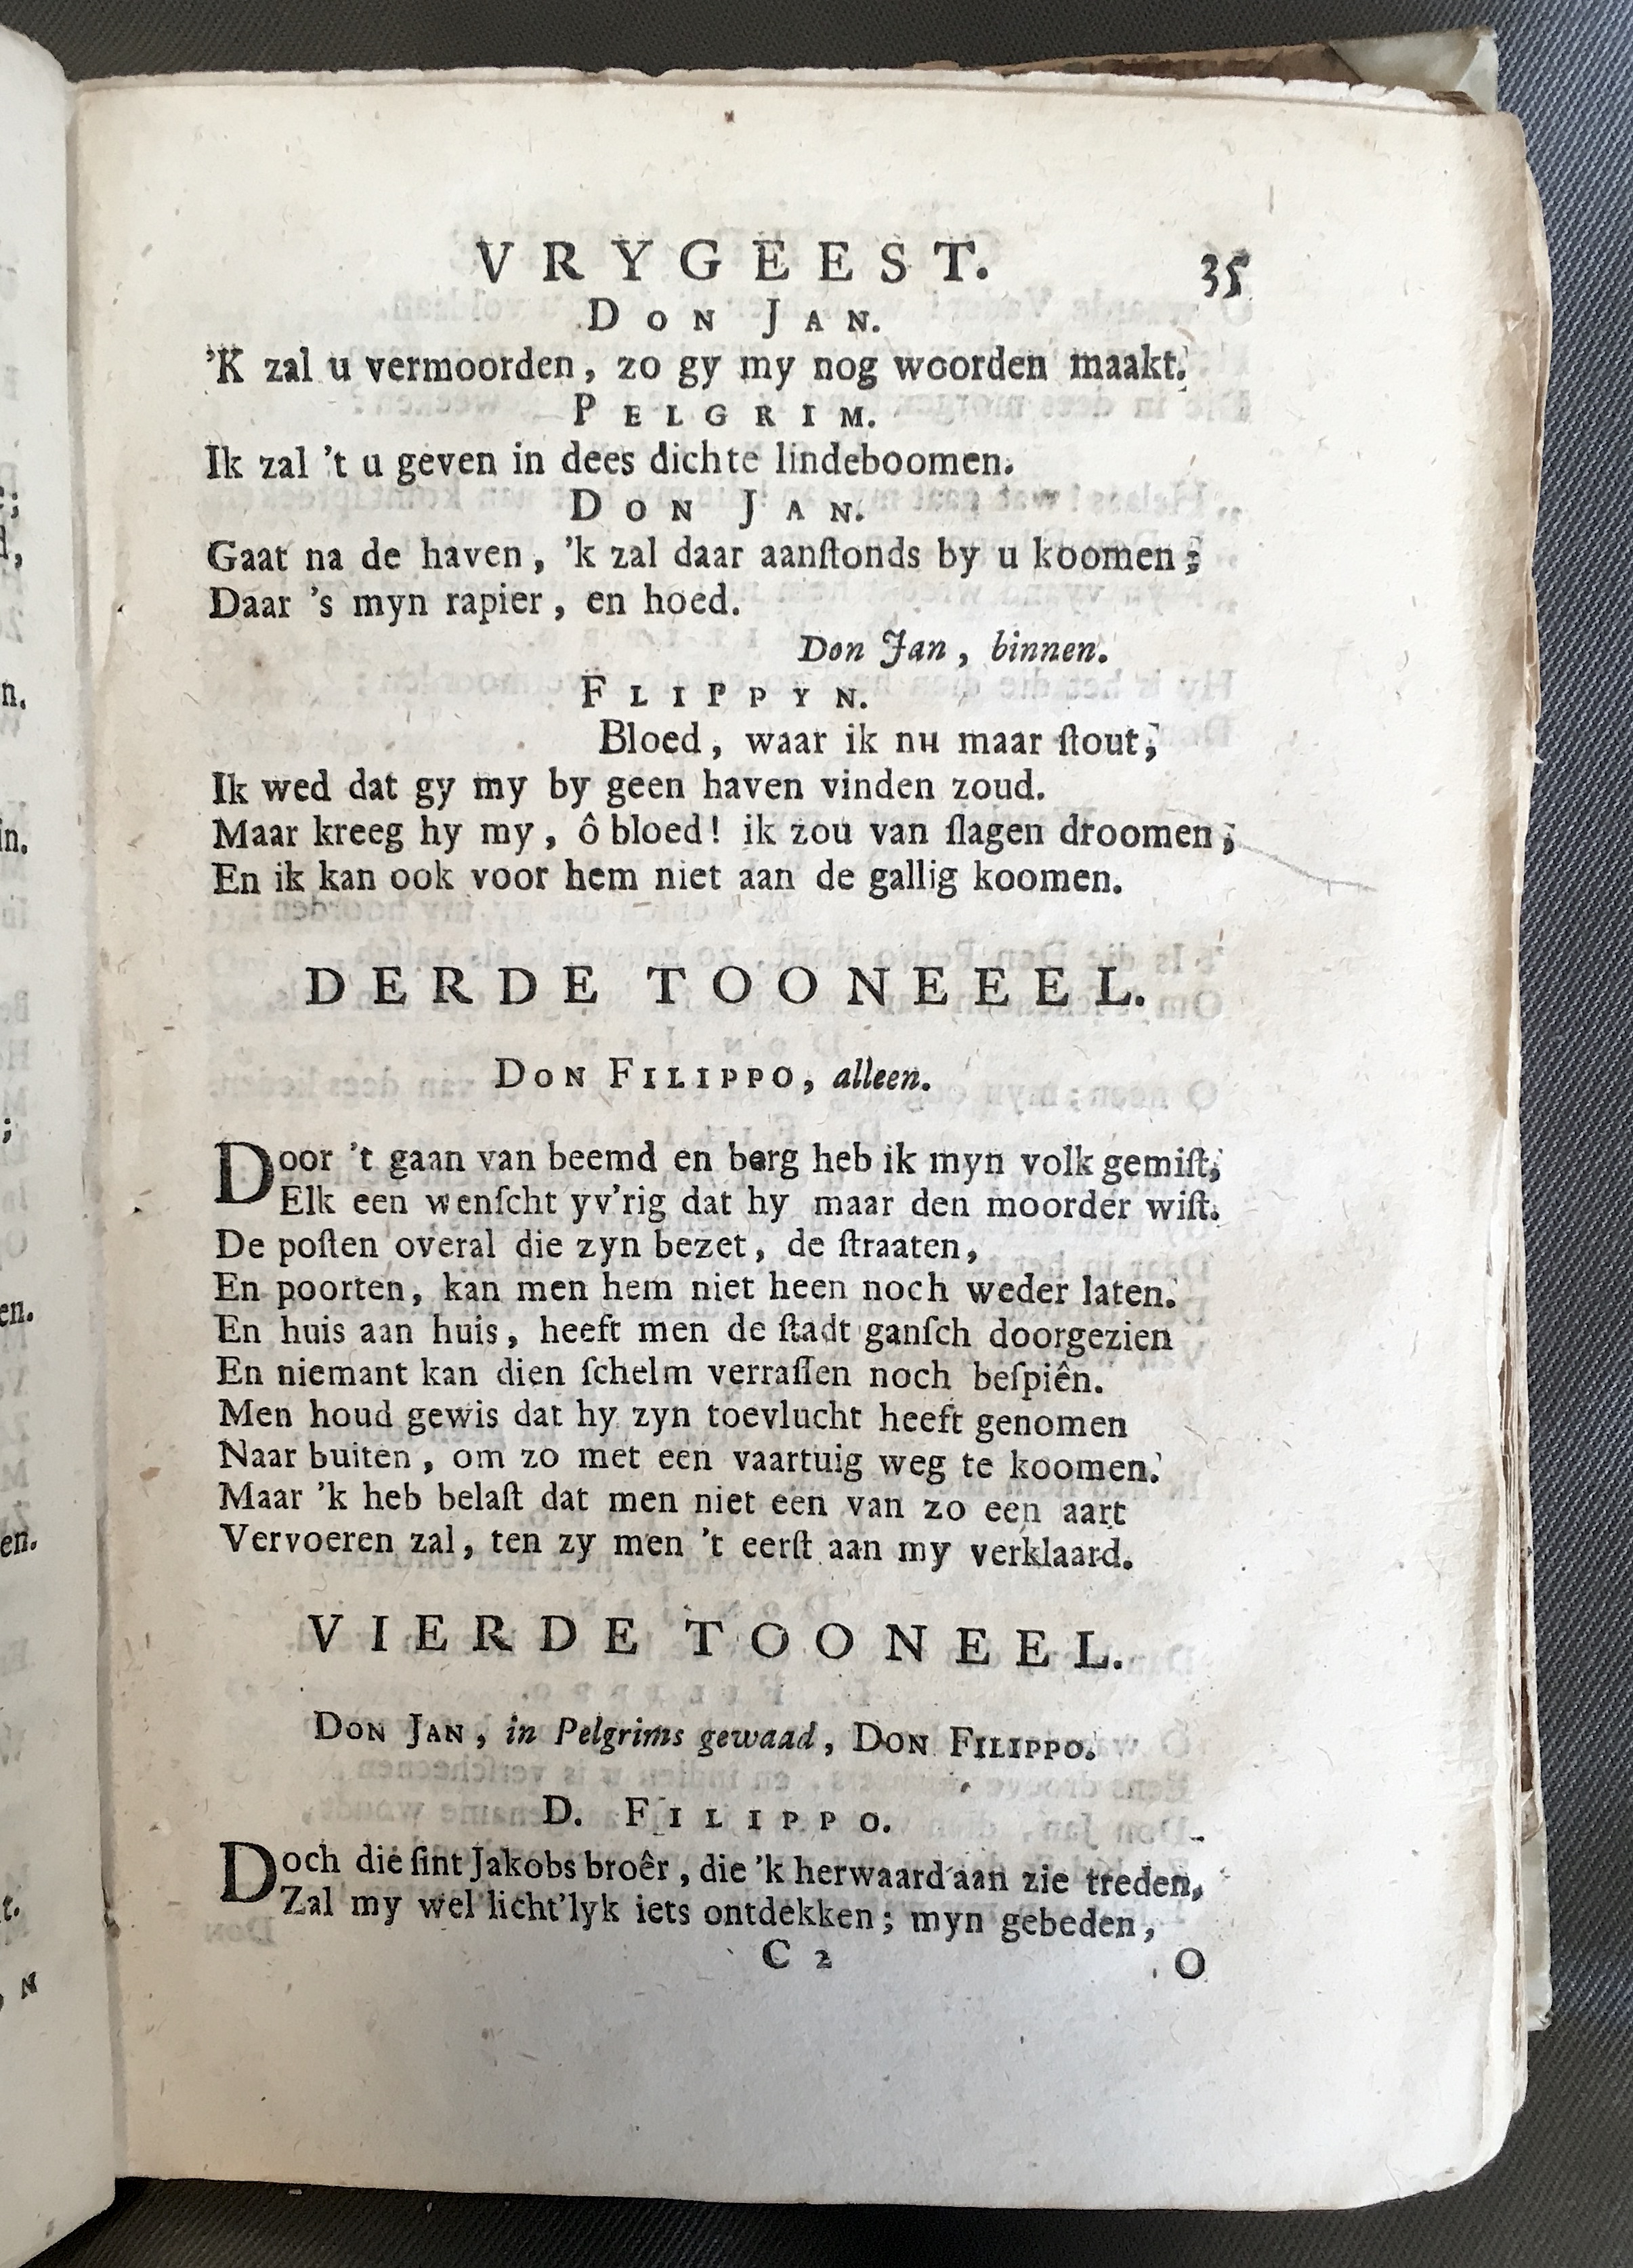 VRYGEEST. 35
DON JAN.
'K zal u vermoorden, zo gy my nog woorden maakt.
PELGRIM.
Ik zal 't u geven in dees dichte lindeboomen.
DON JAN.
Gaat na de haven, 'k zal daar aanſtonds by u koomen;
Daar 's myn rapier, en hoed.
Don Jan, binnen.
FLIPPYN.
Bloed, waar ik nu maar ſtout;
Ik wed dat gy my by geen haven vinden zoud.
Maar kreeg hy my, ô bloed! ik zou van ſlagen droomen;
En ik kan ook voor hem niet aan de gallig koomen.
DERDE TOONEEEL.
DON FILIPPO, alleen.
Door 't gaan van beemd en berg heb ik myn volk gemiſt;
Elk een wenſcht yv'rig dat hy maar den moorder wiſt.
De poſten overal die zyn bezet, de ſtraaten,
En poorten, kan men hem niet heen noch weder laten.
En huis aan huis, heeft men de ſtadt ganſch doorgezien
En niemant kan dien ſchelm verraſſen noch beſpiên.
Men houd gewis dat hy zyn toevlucht heeft genomen
Naar buiten, om zo met een vaartuig weg te koomen.
Maar 'k heb belaſt dat men niet een van zo een aart
Vervoeren zal, ten zy men 't eerſt aan my verklaard.
VIERDE TOONEEL.
DON JAN, in Pelgrims gewaad, DON FILIPPO.
D. FILIPPO.
Doch die ſint Jakobs broêr, die 'k herwaard aan zie treden,
Zal my wel licht'lyk iets ontdekken; myn gebeden,
C 2 O